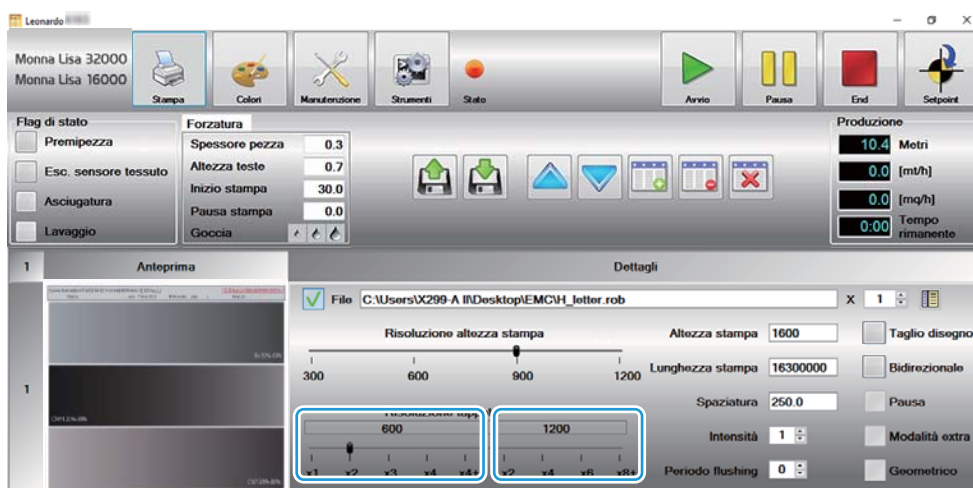 Leonardo
Monna Lisa 32000
Monna Lisa 16000
Stampa
Colori
Manutenzione
Strumenti
Stato
Avvio
Pausa
End
Setpoint
Flag di stato
Premipezza
Esc. sensore tessuto
Asciugatura
Lavaggio
Forzatura
Spessore pezza 0.3
Altezza teste 0.7
Inizio stampa 30.0
Pausa stampa 0.0
Goccia
Produzione
10.4 Metri
0.0 [mt/h]
0.0 [mq/h]
0:00 Tempo
rimanente
1 Anteprima Dettagli
File C:\Users\X299-A II\Desktop\EMC\H_letter.rob X 1
Risoluzione altezza stampa
300 600 900 1200
600 1200
x1 x2 x3 x4 x4+ x2 x4 x6 x8+
Altezza stampa 1600
Lunghezza stampa 16300000
Spaziatura 250.0
Intensità 1
Periodo flushing 0
Taglio disegno
Bidirezionale
Pausa
Modalità extra
Geometrico
1